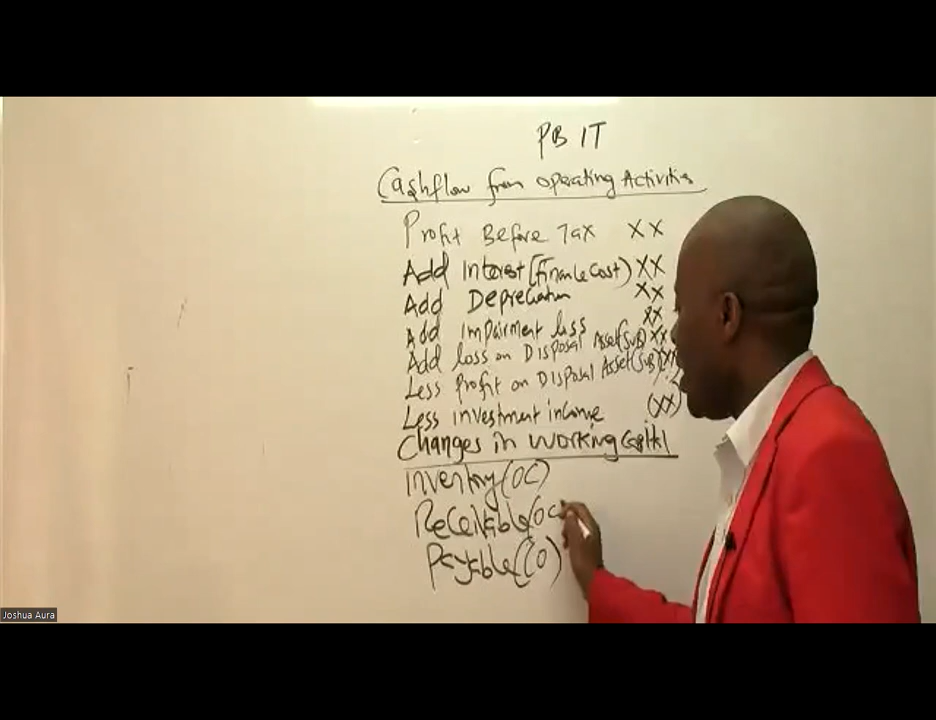 PB IT
Cashflow from operating Activities
Profit Before Tax XX
Add Interest (Finance Cost) XX
Add Depreciation XX
Add Impairment loss XX
Add loss on Disposal Asset (Sub) XX
Less Profit on Disposal Asset (Sub) (XX)
Less investment income (XX)
Changes in Working Capital
Inventory (OC)
Receivable (OC
Payable (CO)
Joshua Aura